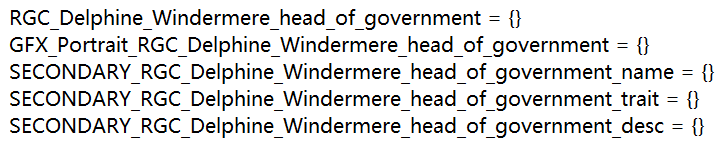 RGC_Delphine_Windermere_head_of_government = {}
GFX_Portrait_RGC_Delphine_Windermere_head_of_government = {}
SECONDARY_RGC_Delphine_Windermere_head_of_government_name = {}
SECONDARY_RGC_Delphine_Windermere_head_of_government_trait = {}
SECONDARY_RGC_Delphine_Windermere_head_of_government_desc = {}